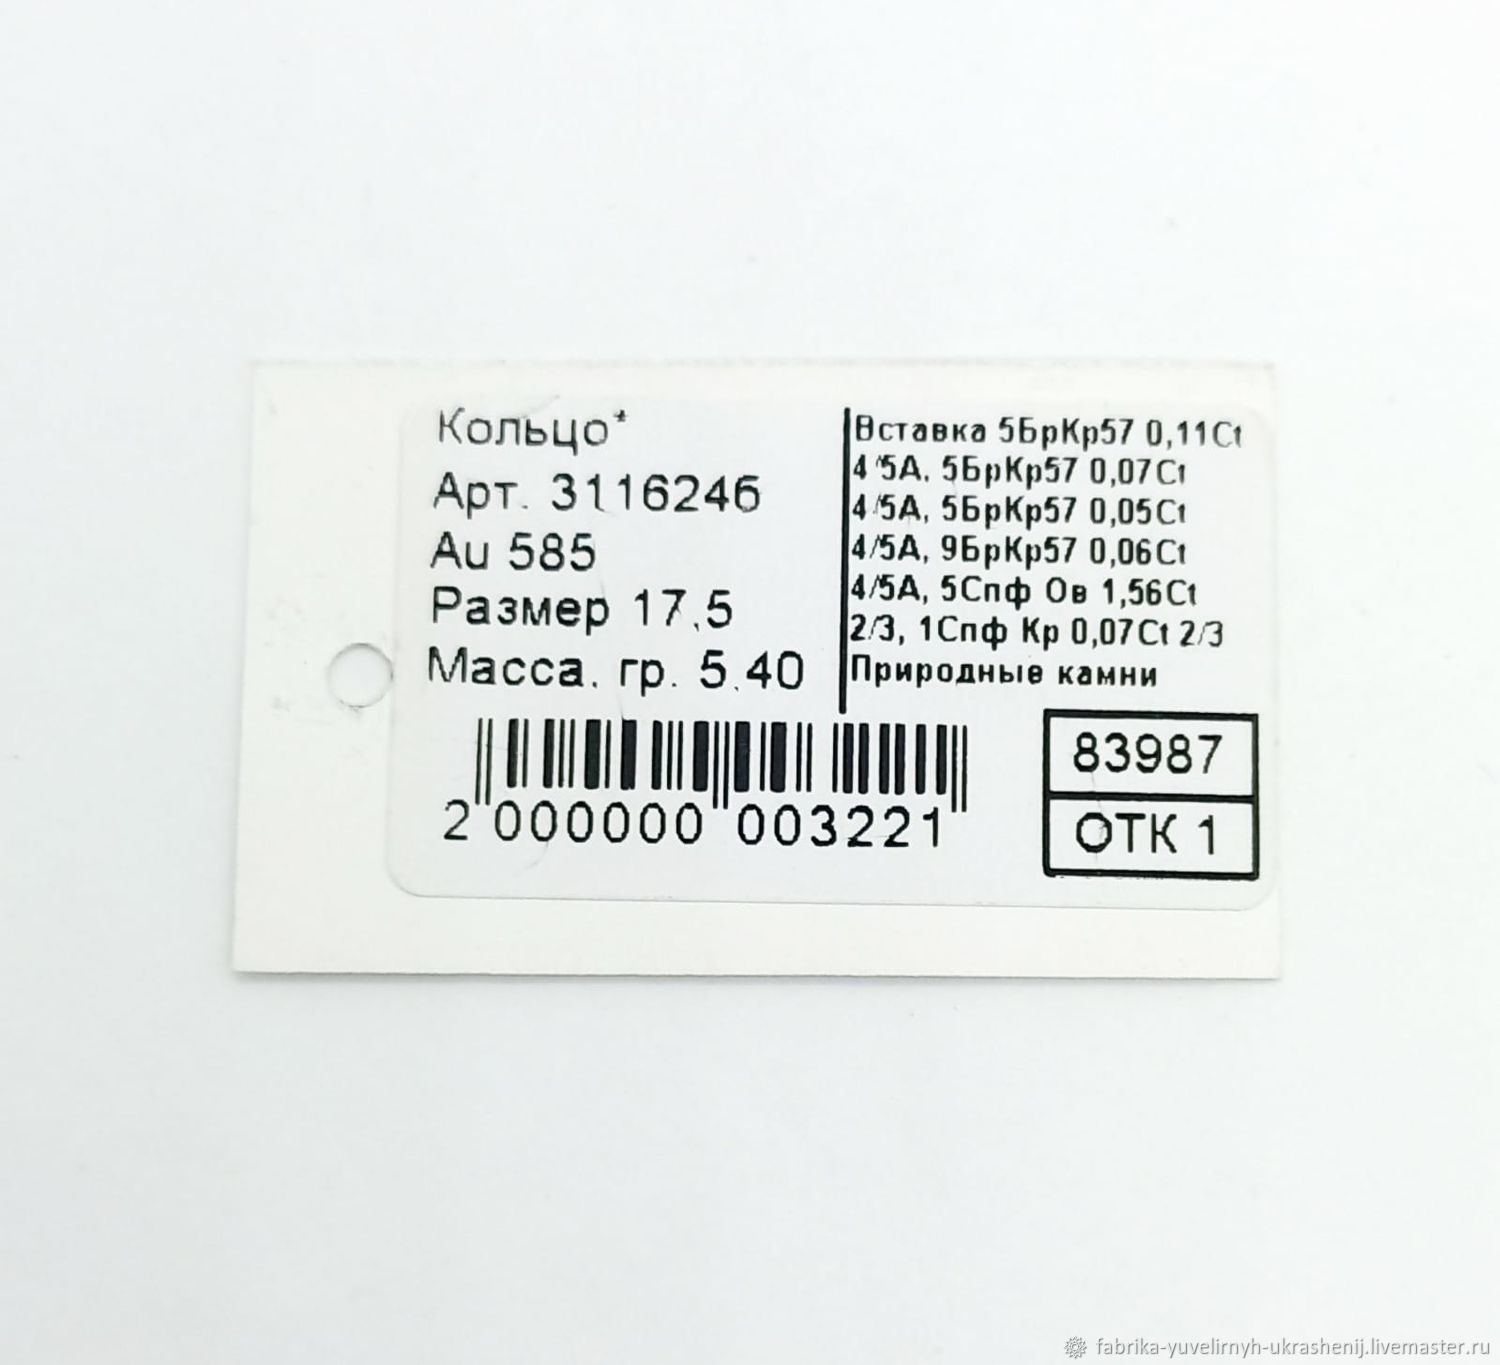 Кольцо*
Арт. 3116246
Au 585
Размер 17,5
Масса, гр. 5.40
Вставка 5БрКр57 0,11Ct
4/5А, 5БрКр57 0,07Ct
4/5А, 5БрКр57 0,05Ct
4/5А, 9БрКр57 0,06Ct
4/5А, 5Спф Ов 1,56Ct
2/3, 1Спф Кр 0,07Ct 2/3
Природные камни
83987
ОТК 1
2 000000 003221
fabrika-yuvelirnyh-ukrashenij.livemaster.ru